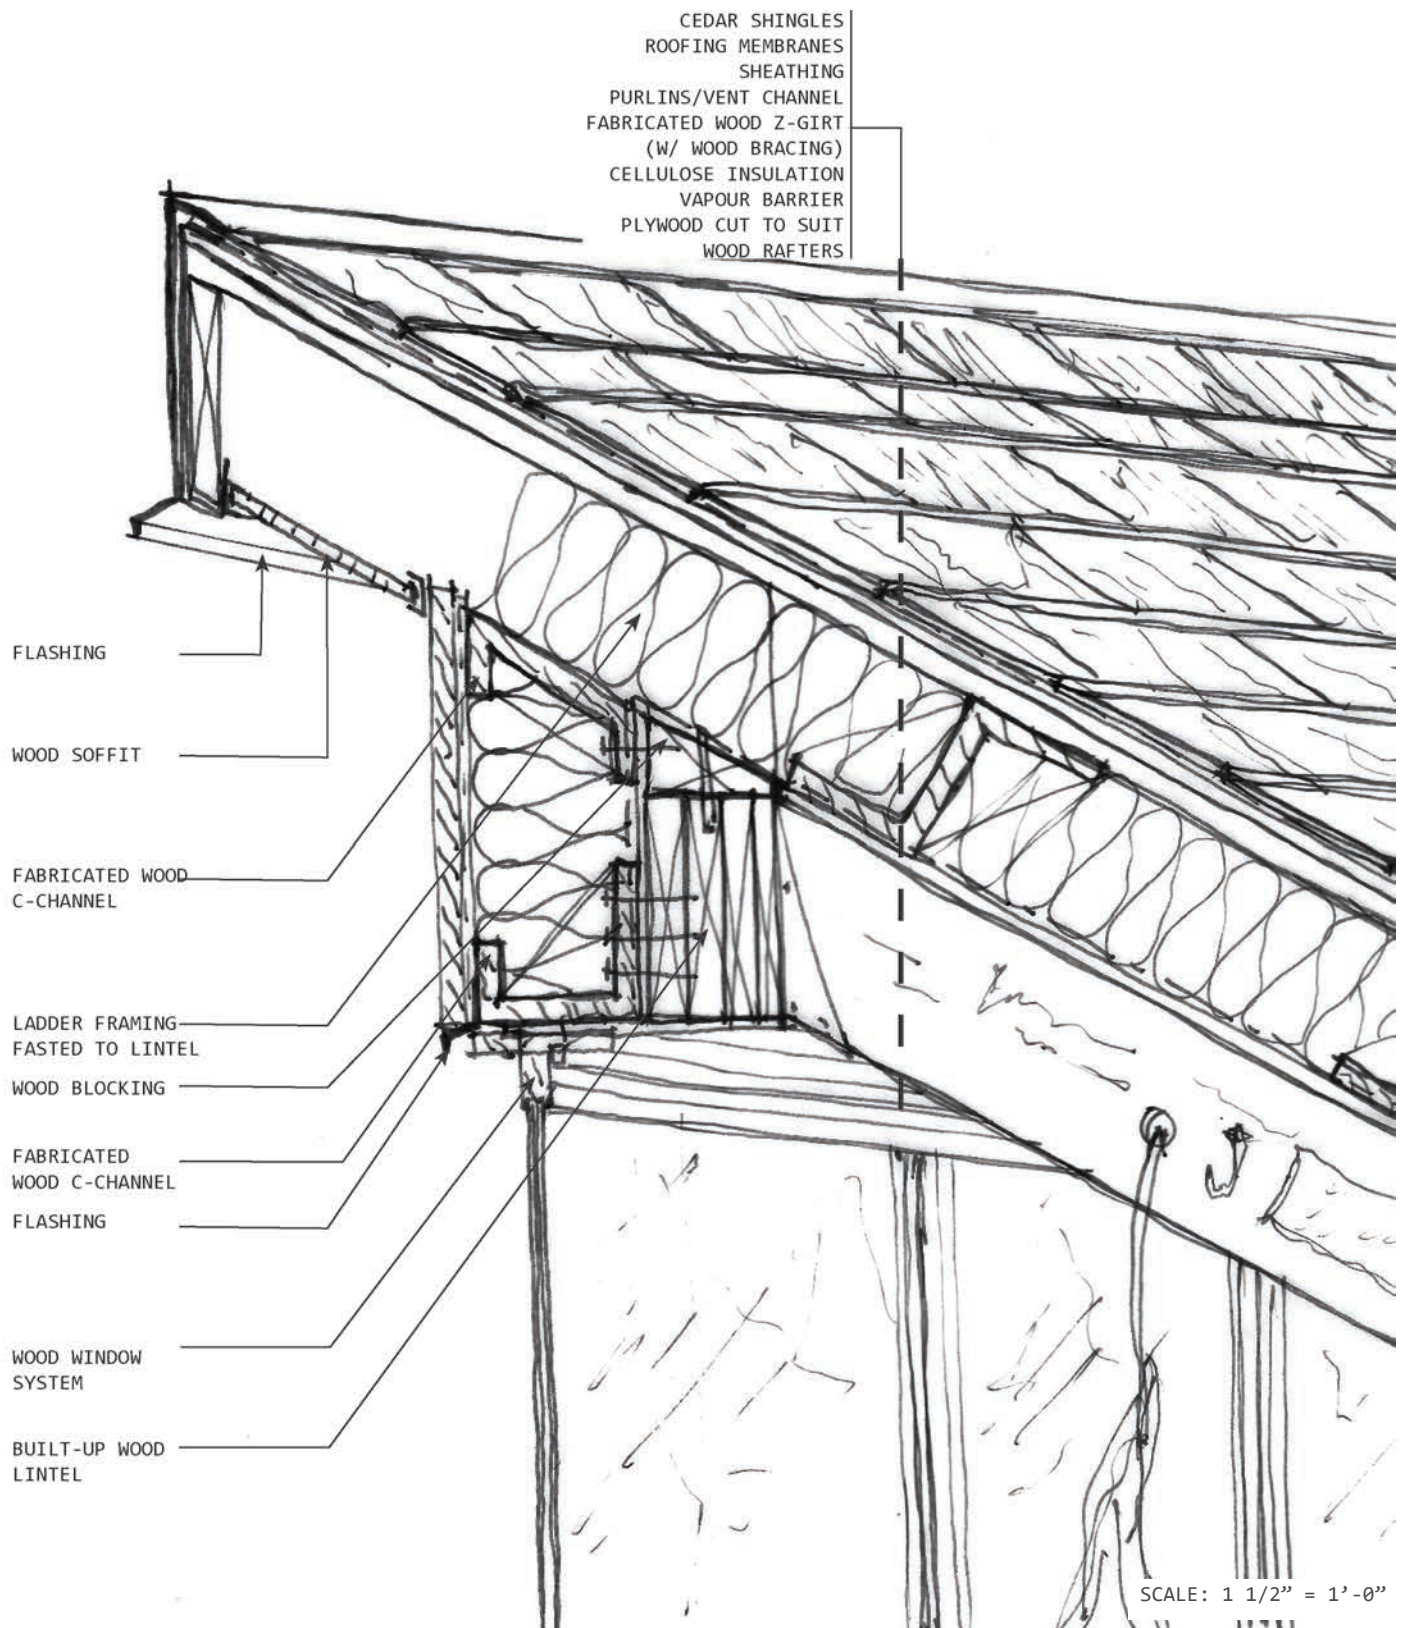 CEDAR SHINGLES
ROOFING MEMBRANES
SHEATHING
PURLINS/VENT CHANNEL
FABRICATED WOOD Z-GIRT
(W/ WOOD BRACING)
CELLULOSE INSULATION
VAPOUR BARRIER
PLYWOOD CUT TO SUIT
WOOD RAFTERS
FLASHING
WOOD SOFFIT
FABRICATED WOOD
C-CHANNEL
LADDER FRAMING
FASTED TO LINTEL
WOOD BLOCKING
FABRICATED
WOOD C-CHANNEL
FLASHING
WOOD WINDOW
SYSTEM
BUILT-UP WOOD
LINTEL
SCALE: 1 1/2” = 1’-0”